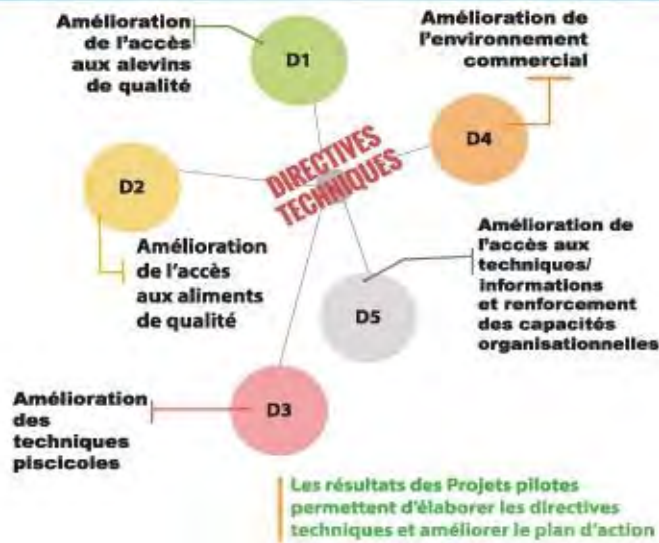 Amélioration
de l'accès
aux alevins
de qualité
D1
Amélioration de
l'environnement
commercial
D4
DIRECTIVES
TECHNIQUES
D2
Amélioration
de l'accès
aux aliments
de qualité
Amélioration de
l'accès aux
techniques/
informations
et renforcement
des capacités
organisationnelles
D5
Amélioration
des
techniques
piscicoles
D3
Les résultats des Projets pilotes
permettent d'élaborer les directives
techniques et améliorer le plan d'action